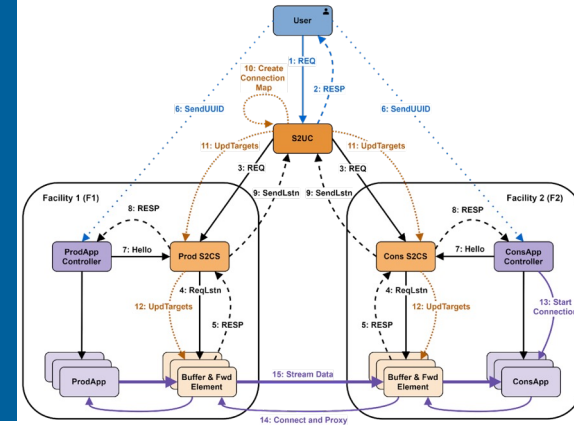 User
1: REQ
10: Create
Connection
Map
2: RESP
6: SendUUID
6: SendUUID
S2UC
11: UpdTargets
11: UpdTargets
3: REQ
3: REQ
9: SendLstn
9: SendLstn
Facility 1 (F1)
Facility 2 (F2)
8: RESP
8: RESP
ProdApp
Controller
7: Hello
Prod S2CS
Cons S2CS
7: Hello
ConsApp
Controller
4: ReqLstn
4: ReqLstn
12: UpdTargets
12: UpdTargets
13: Start
Connection
5: RESP
5: RESP
ProdApp
Buffer & Fwd
Element
15: Stream Data
Buffer & Fwd
Element
ConsApp
14: Connect and Proxy